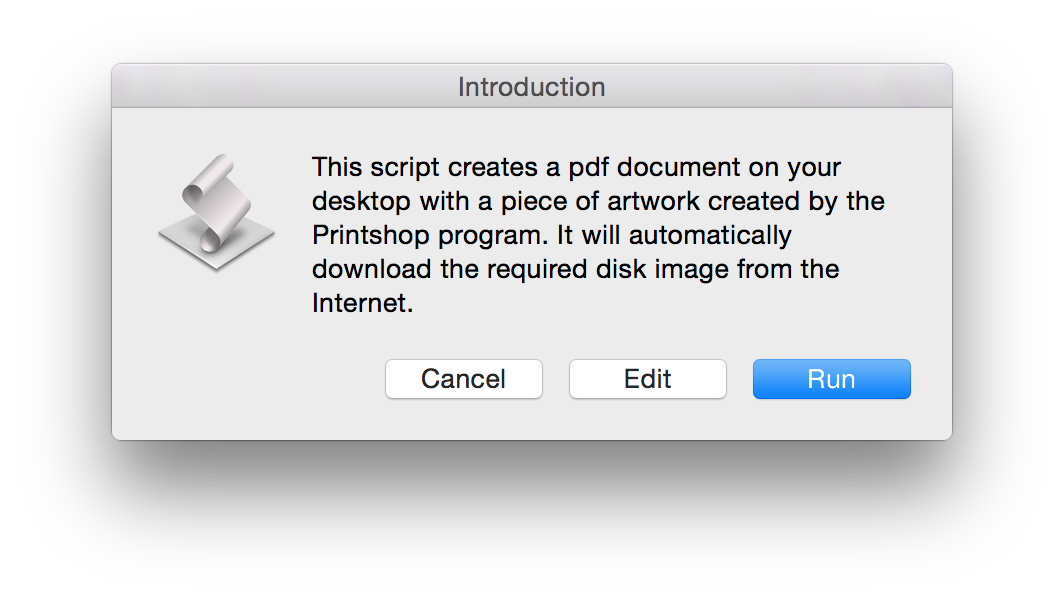 Introduction
This script creates a pdf document on your
desktop with a piece of artwork created by the
Printshop program. It will automatically
download the required disk image from the
Internet.
Cancel
Edit
Run